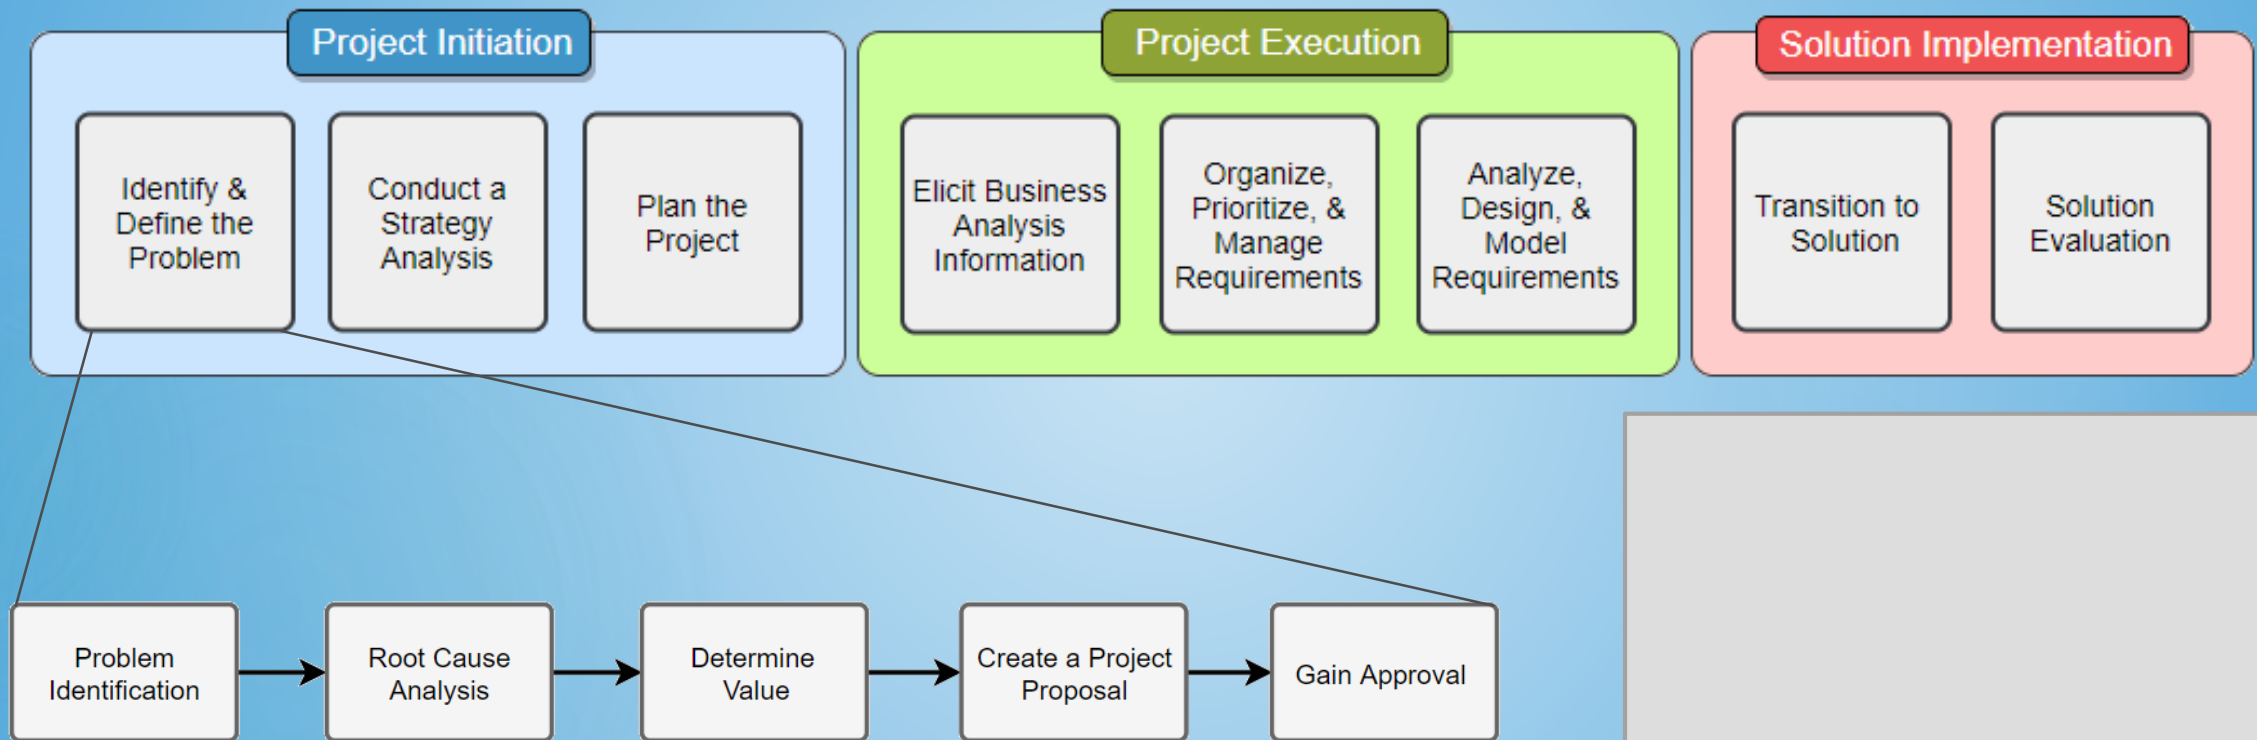 Project Initiation
Identify &
Define the
Problem
Conduct a
Strategy
Analysis
Plan the
Project
Project Execution
Elicit Business
Analysis
Information
Organize,
Prioritize, &
Manage
Requirements
Analyze,
Design, &
Model
Requirements
Solution Implementation
Transition to
Solution
Solution
Evaluation
Problem
Identification
Root Cause
Analysis
Determine
Value
Create a Project
Proposal
Gain Approval